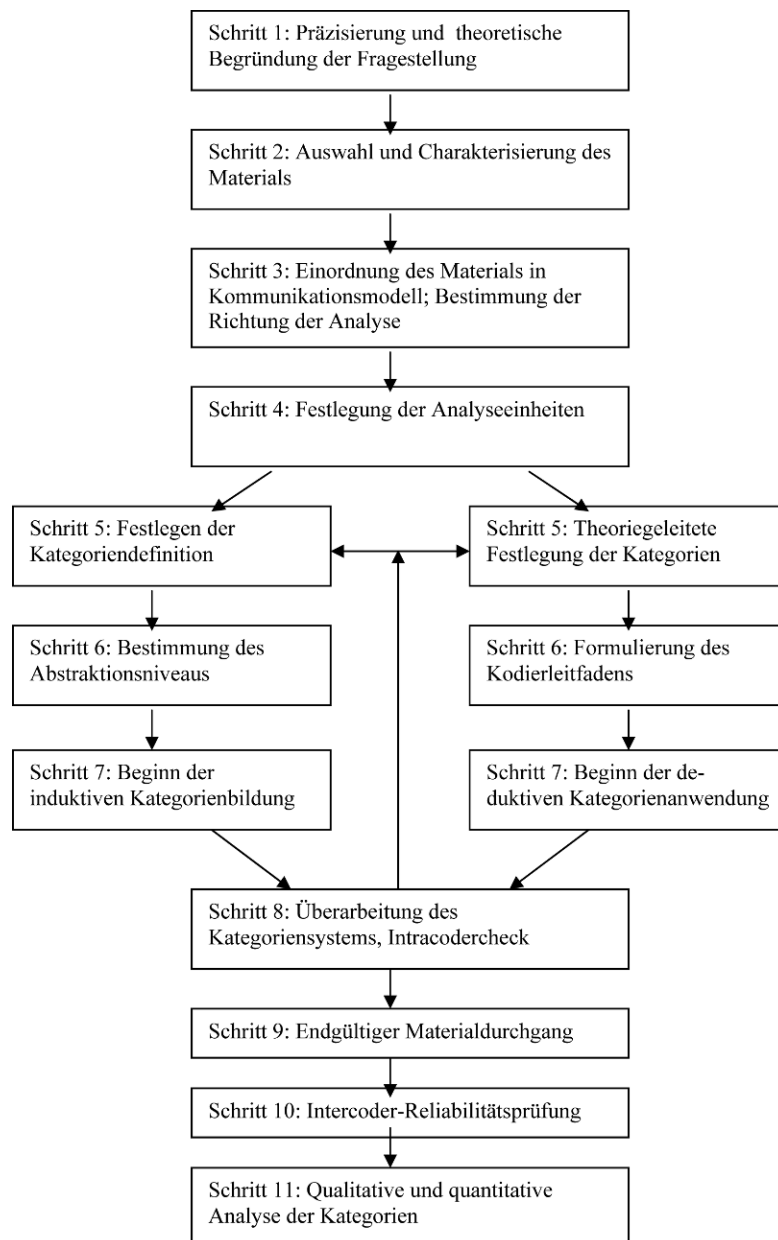 Schritt 1: Präzisierung und theoretische
Begründung der Fragestellung
Schritt 2: Auswahl und Charakterisierung des
Materials
Schritt 3: Einordnung des Materials in
Kommunikationsmodell; Bestimmung der
Richtung der Analyse
Schritt 4: Festlegung der Analyseeinheiten
Schritt 5: Festlegen der
Kategoriendefinition
Schritt 5: Theoriegeleitete
Festlegung der Kategorien
Schritt 6: Bestimmung des
Abstraktionsniveaus
Schritt 6: Formulierung des
Kodierleitfadens
Schritt 7: Beginn der
induktiven Kategorienbildung
Schritt 7: Beginn der de-
duktiven Kategorienanwendung
Schritt 8: Überarbeitung des
Kategoriensystems, Intracodercheck
Schritt 9: Endgültiger Materialdurchgang
Schritt 10: Intercoder-Reliabilitätsprüfung
Schritt 11: Qualitative und quantitative
Analyse der Kategorien